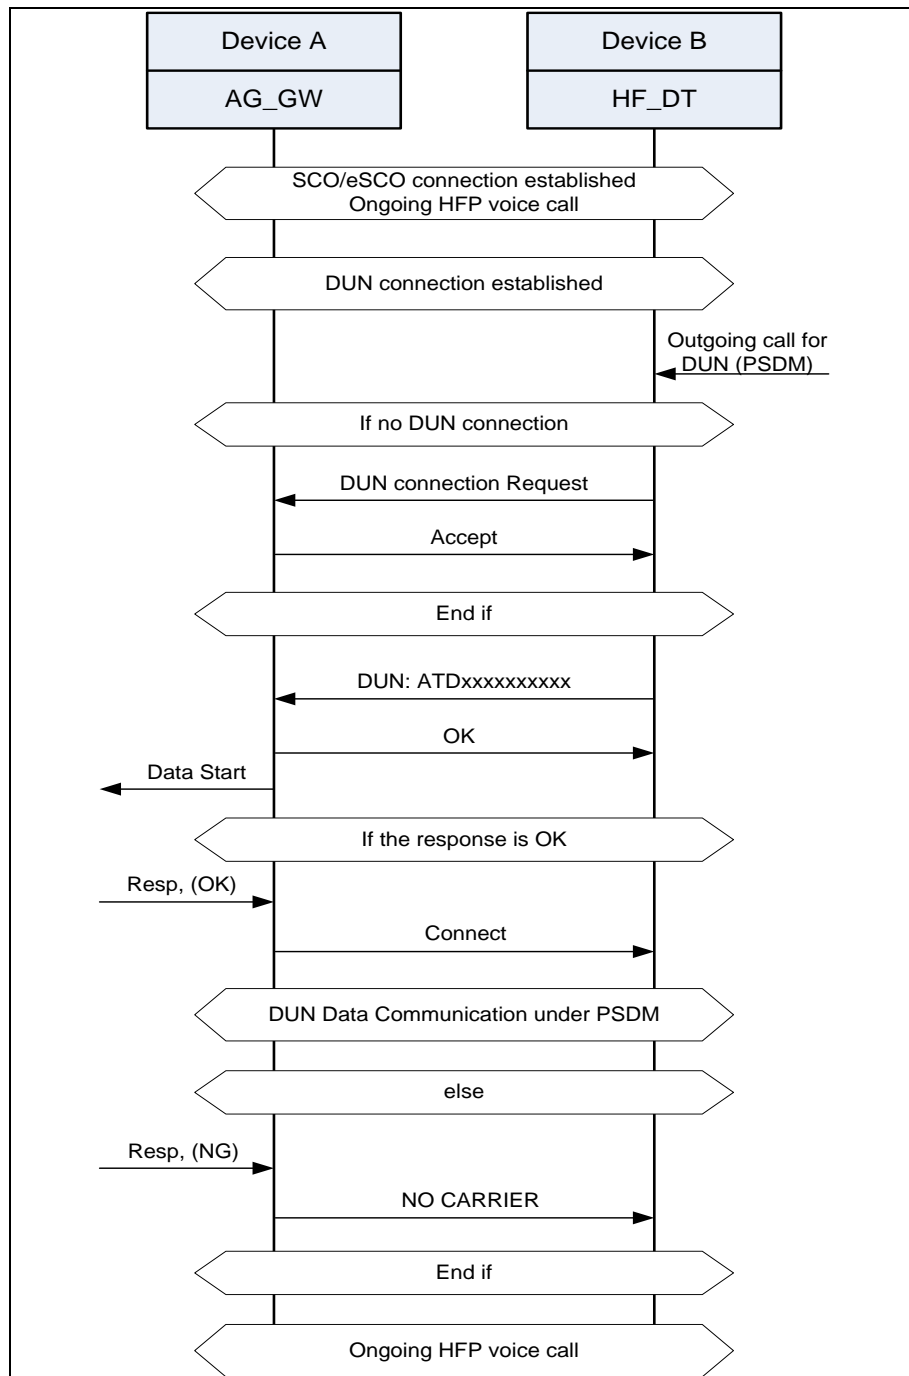 Device A
Device B
AG_GW
HF_DT
SCO/eSCO connection established
Ongoing HFP voice call
DUN connection established
Outgoing call for
DUN (PSDM)
If no DUN connection
DUN connection Request
Accept
End if
DUN: ATDxxxxxxxxxx
OK
Data Start
If the response is OK
Resp, (OK)
Connect
DUN Data Communication under PSDM
else
Resp, (NG)
NO CARRIER
End if
Ongoing HFP voice call